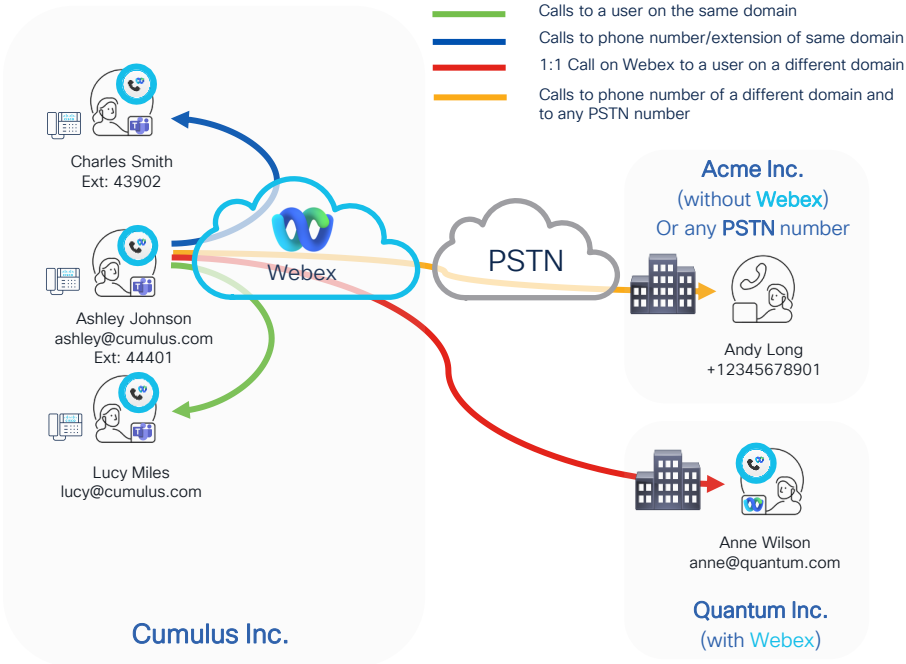 Calls to a user on the same domain
Calls to phone number/extension of same domain
1:1 Call on Webex to a user on a different domain
Calls to phone number of a different domain and
to any PSTN number
Charles Smith
Ext: 43902
Webex
PSTN
Acme Inc.
(without Webex)
Or any PSTN number
Ashley Johnson
ashley@cumulus.com
Ext: 44401
Andy Long
+12345678901
Lucy Miles
lucy@cumulus.com
Anne Wilson
anne@quantum.com
Cumulus Inc.
Quantum Inc.
(with Webex)